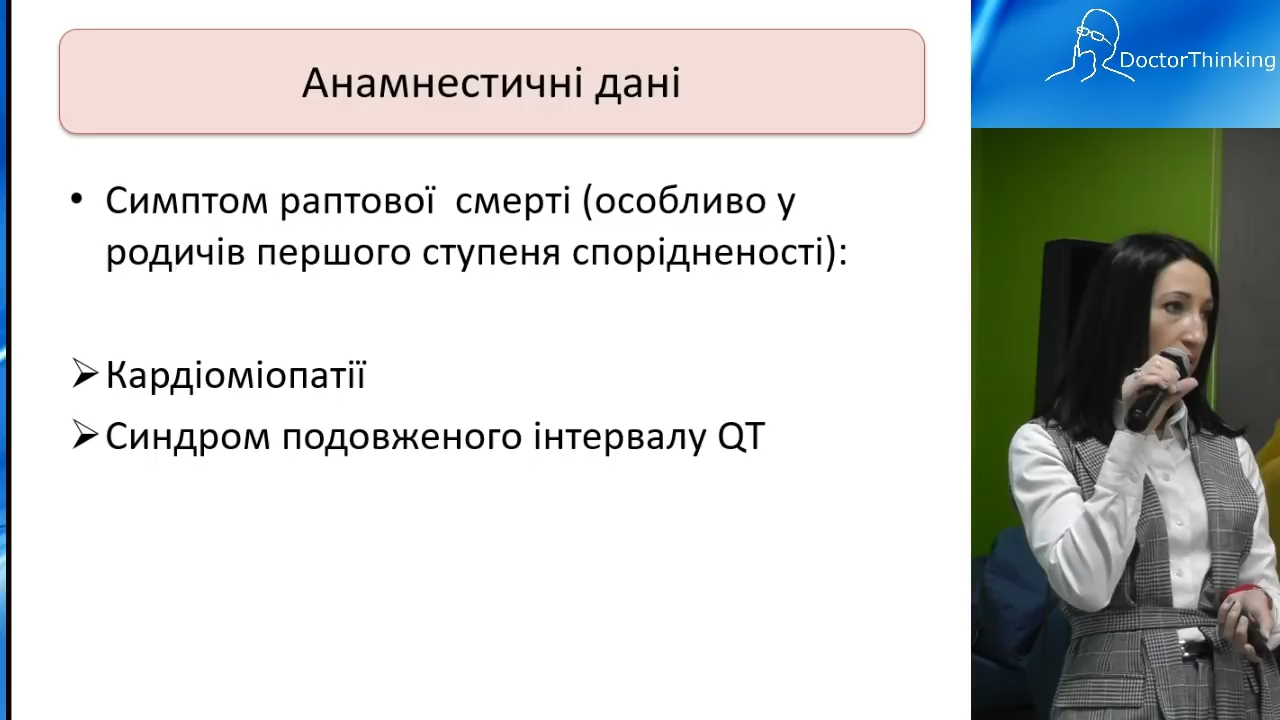 Анамнестичні дані
• Симптом раптової смерті (особливо у
родичів першого ступеня спорідненості):
➢ Кардіоміопатії
➢ Синдром подовженого інтервалу QT
DoctorThinking